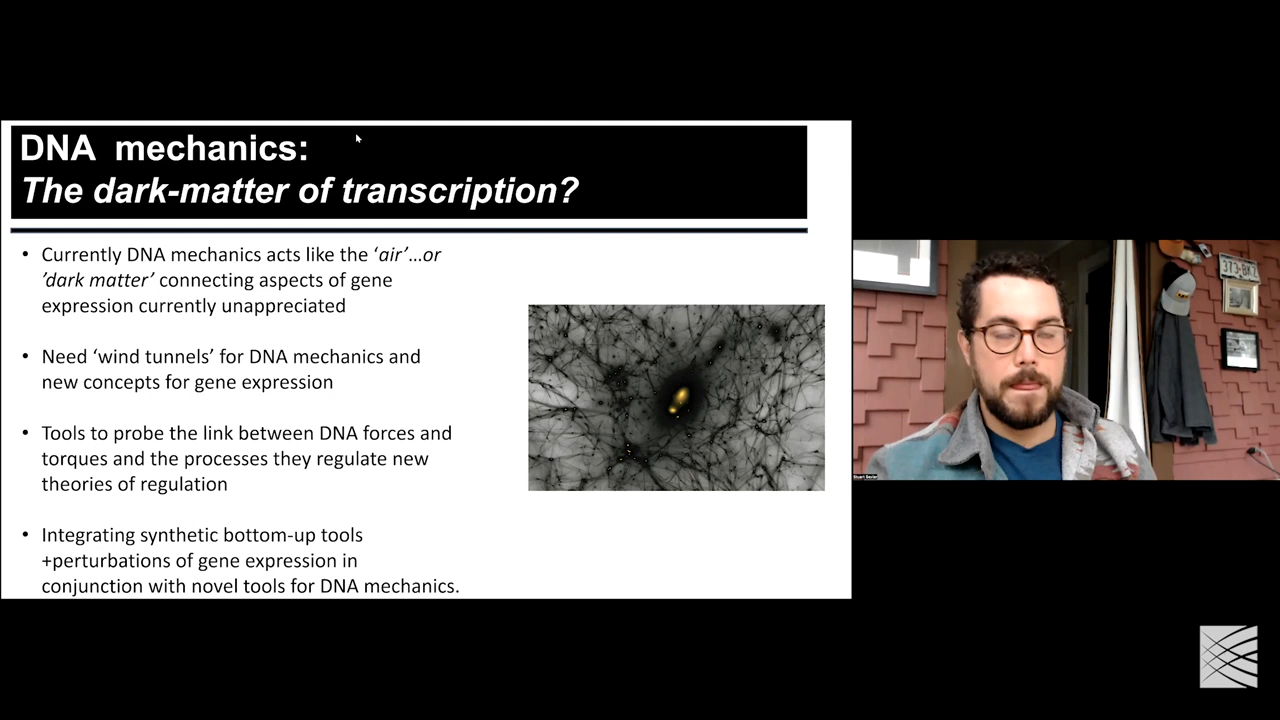 DNA mechanics:
The dark-matter of transcription?
• Currently DNA mechanics acts like the ‘air’...or
’dark matter’ connecting aspects of gene
expression currently unappreciated
• Need ‘wind tunnels’ for DNA mechanics and
new concepts for gene expression
• Tools to probe the link between DNA forces and
torques and the processes they regulate new
theories of regulation
• Integrating synthetic bottom-up tools
+perturbations of gene expression in
conjunction with novel tools for DNA mechanics.